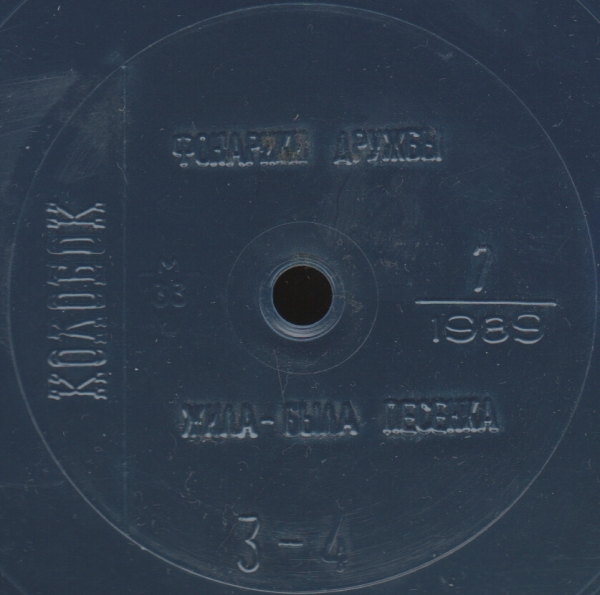 ФОНАРИКИ ДРУЖБЫ
КОЛОБОК
33
7
1989
ЖИЛА-БЫЛА ПЕСЕНКА
3-4